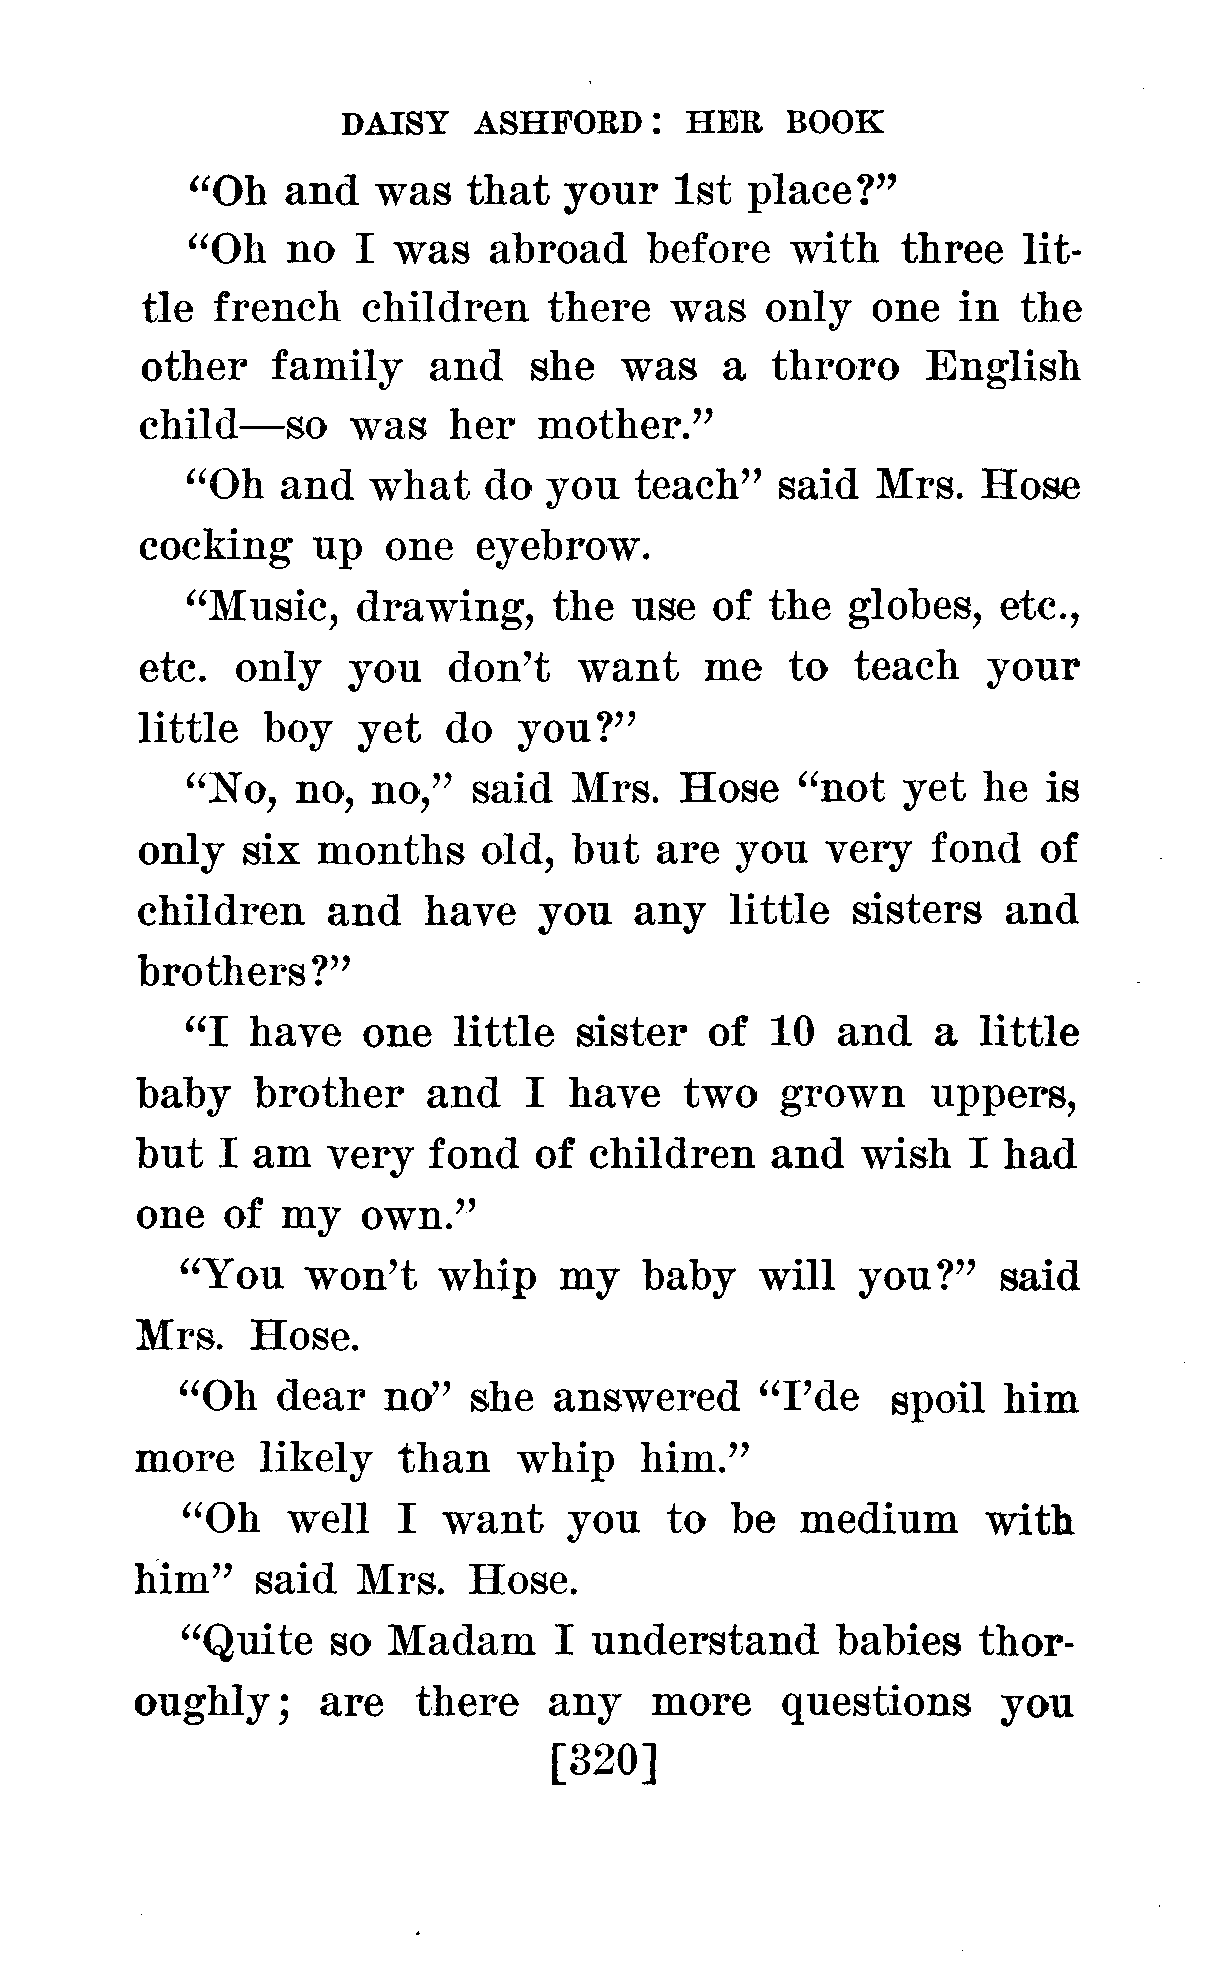 DAISY ASHFORD: HER BOOK
“Oh and was that your 1st place?”
“Oh no I was abroad before with three lit-
tle french children there was only one in the
other family and she was a throro English
child—so was her mother.”
“Oh and what do you teach” said Mrs. Hose
cocking up one eyebrow.
“Music, drawing, the use of the globes, etc.,
etc. only you don’t want me to teach your
little boy yet do you?”
“No, no, no,” said Mrs. Hose “not yet he is
only six months old, but are you very fond of
children and have you any little sisters and
brothers?”
“I have one little sister of 10 and a little
baby brother and I have two grown uppers,
but I am very fond of children and wish I had
one of my own.”
“You won’t whip my baby will you?” said
Mrs. Hose.
“Oh dear no” she answered “I’de spoil him
more likely than whip him.”
“Oh well I want you to be medium with
him” said Mrs. Hose.
“Quite so Madam I understand babies thor-
oughly; are there any more questions you
[320]